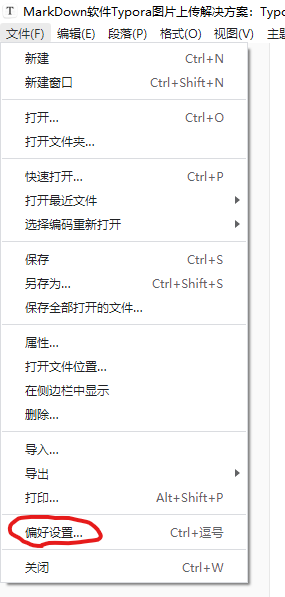 T MarkDown软件Typora图片上传解决方案：Typo
文件(F) 编辑(E) 段落(P) 格式(O) 视图(V) 主题
新建 Ctrl+N
新建窗口 Ctrl+Shift+N
打开... Ctrl+O
打开文件夹...
快速打开... Ctrl+P
打开最近文件
选择编码重新打开
保存 Ctrl+S
另存为... Ctrl+Shift+S
保存全部打开的文件...
属性...
打开文件位置...
在侧边栏中显示
删除...
导入...
导出
打印... Alt+Shift+P
偏好设置... Ctrl+逗号
关闭 Ctrl+W